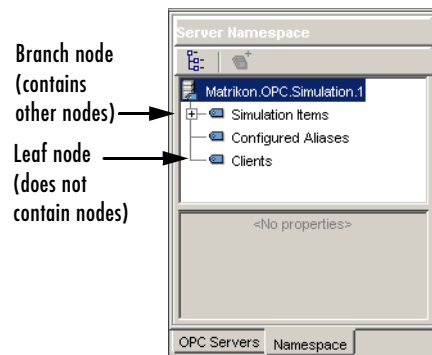 Server Namespace
Branch node
(contains
other nodes)
Leaf node
(does not
contain nodes)
Matrikon.OPC.Simulation.1
Simulation Items
Configured Aliases
Clients
<No properties>
OPC Servers
Namespace